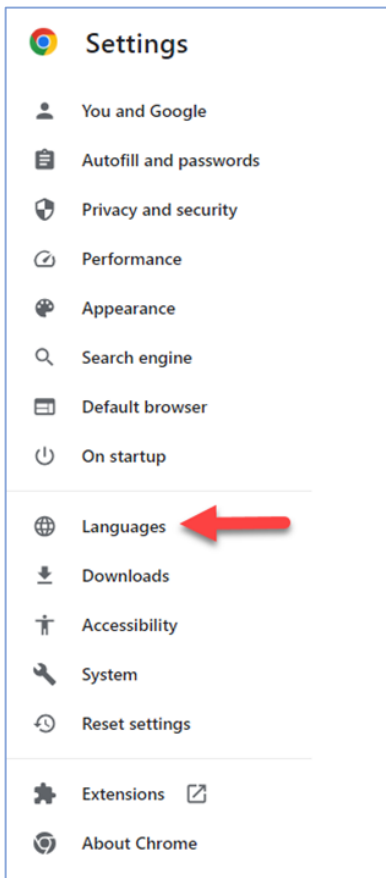 Settings
You and Google
Autofill and passwords
Privacy and security
Performance
Appearance
Search engine
Default browser
On startup
Languages
Downloads
Accessibility
System
Reset settings
Extensions
About Chrome